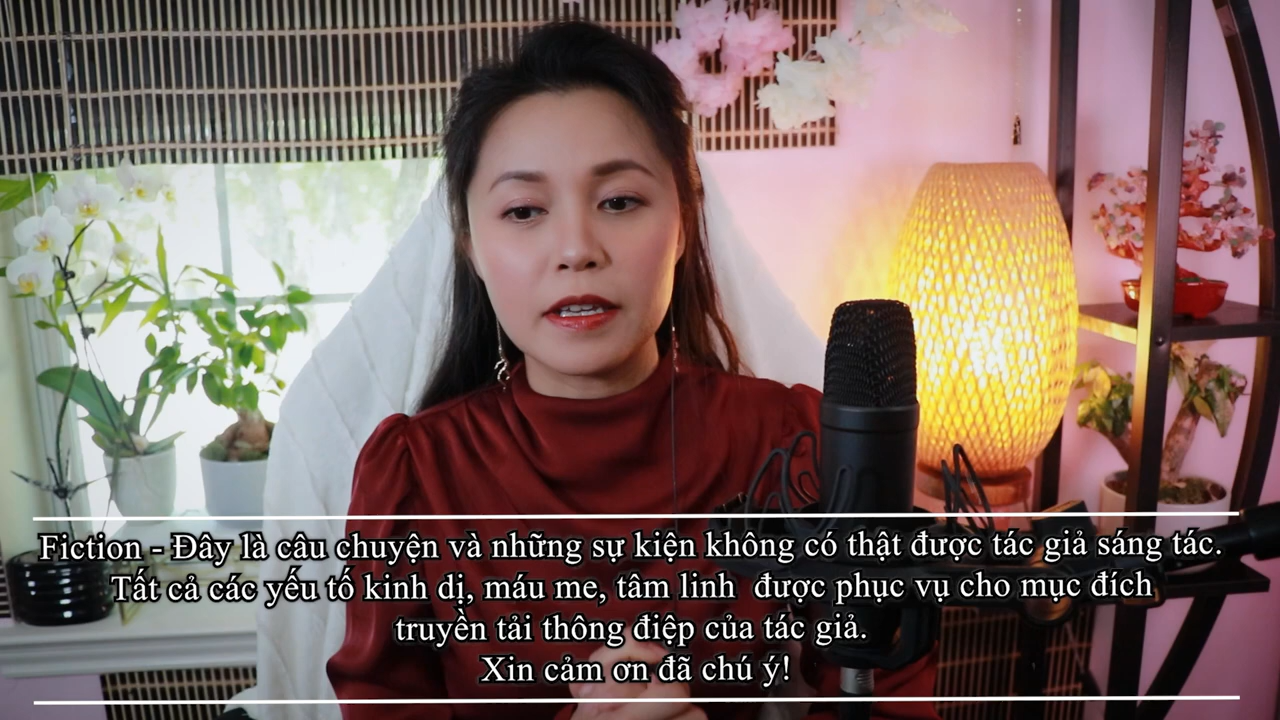 Fiction - Đây là câu chuyện và những sự kiện không có thật được tác giả sáng tác.
Tất cả các yếu tố kinh dị, máu me, tâm linh được phục vụ cho mục đích
truyền tải thông điệp của tác giả.
Xin cảm ơn đã chú ý!